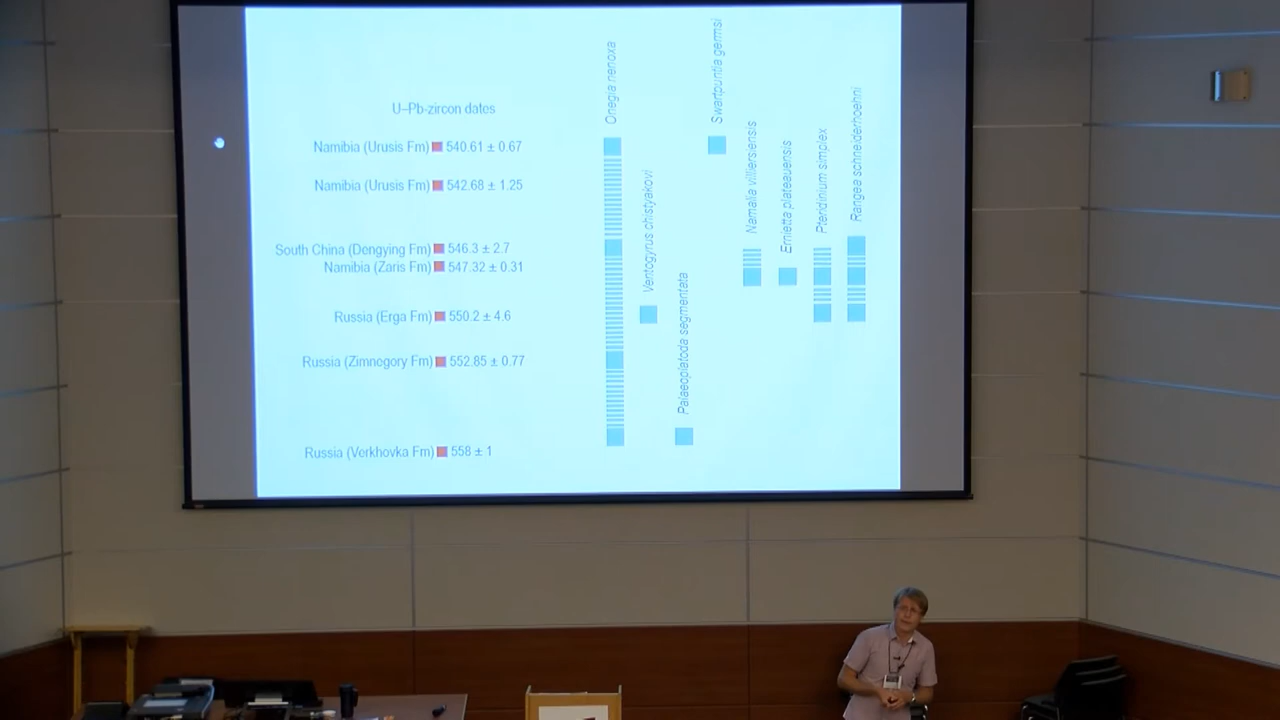 U–Pb-zircon dates
Namibia (Urusis Fm) 540.61 ± 0.67
Namibia (Urusis Fm) 542.68 ± 1.25
South China (Dengying Fm) 546.3 ± 2.7
Namibia (Zaris Fm) 547.32 ± 0.31
Russia (Erga Fm) 550.2 ± 4.6
Russia (Zimnegory Fm) 552.85 ± 0.77
Russia (Verkhovka Fm) 558 ± 1
Onegia nenoxa
Ventogyrus chistyakovi
Palaeoplatoda segmentata
Swartpuntia germsi
Namalia villiersiensis
Ernietta plateauensis
Pteridinium simplex
Rangea schneiderhoehni